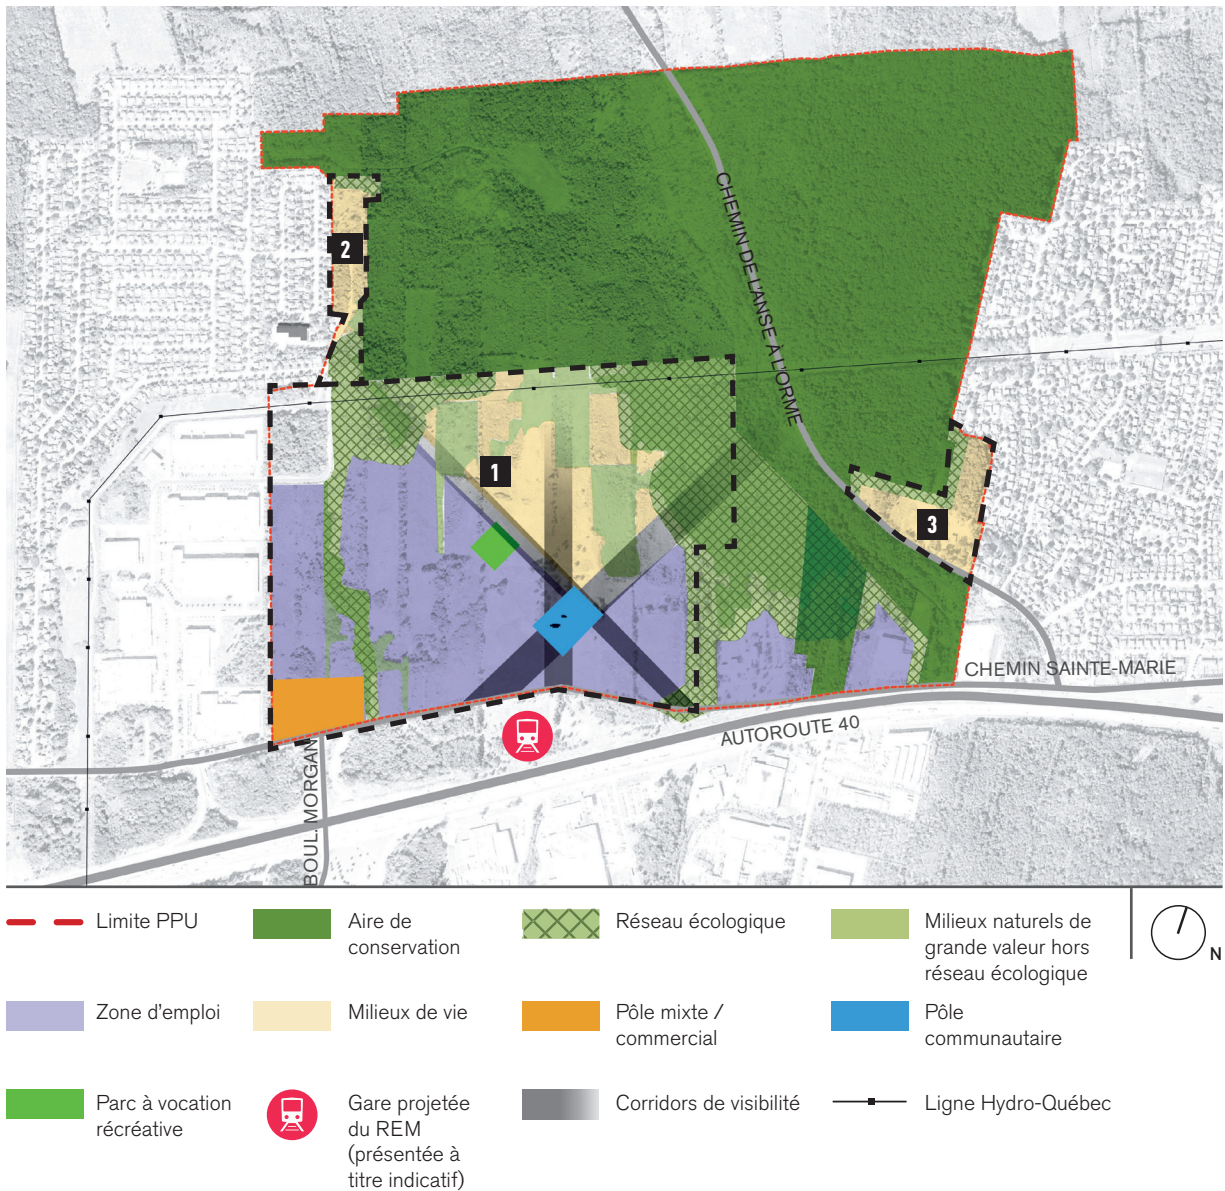 2
1
3
CHEMIN DE L'ANSE À L'ORME
CHEMIN SAINTE-MARIE
AUTOROUTE 40
BOUL. MORGAN
Limite PPU
Aire de
conservation
Réseau écologique
Milieux naturels de
grande valeur hors
réseau écologique
N
Zone d'emploi
Milieux de vie
Pôle mixte /
commercial
Pôle
communautaire
Parc à vocation
récréative
Gare projetée
du REM
(présentée à
titre indicatif)
Corridors de visibilité
Ligne Hydro-Québec